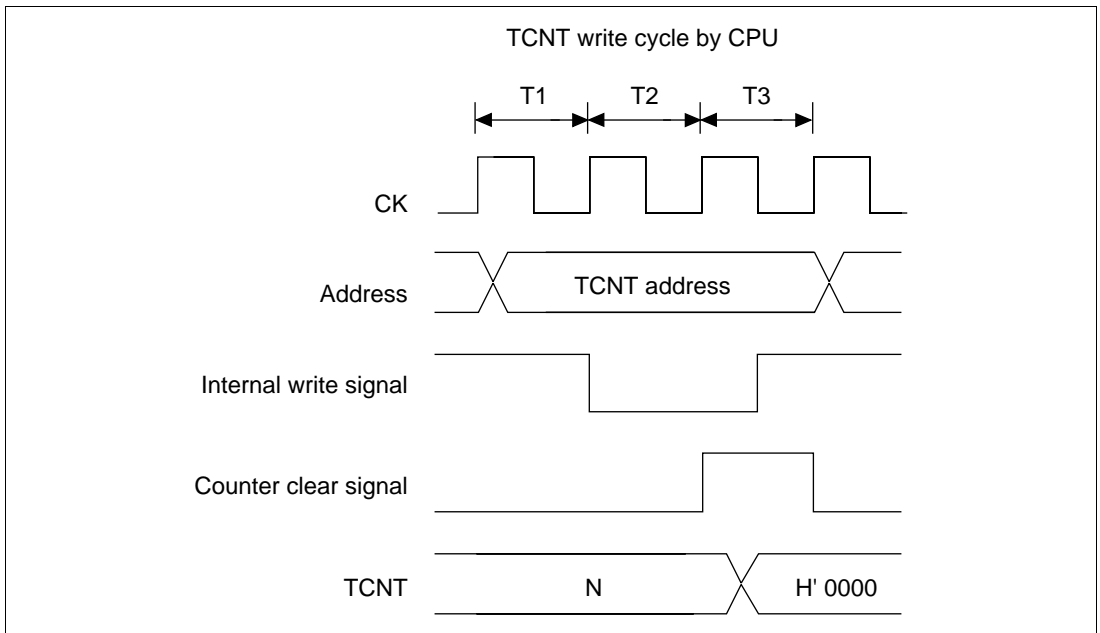 TCNT write cycle by CPU
T1 T2 T3
CK
Address TCNT address
Internal write signal
Counter clear signal
TCNT N H' 0000